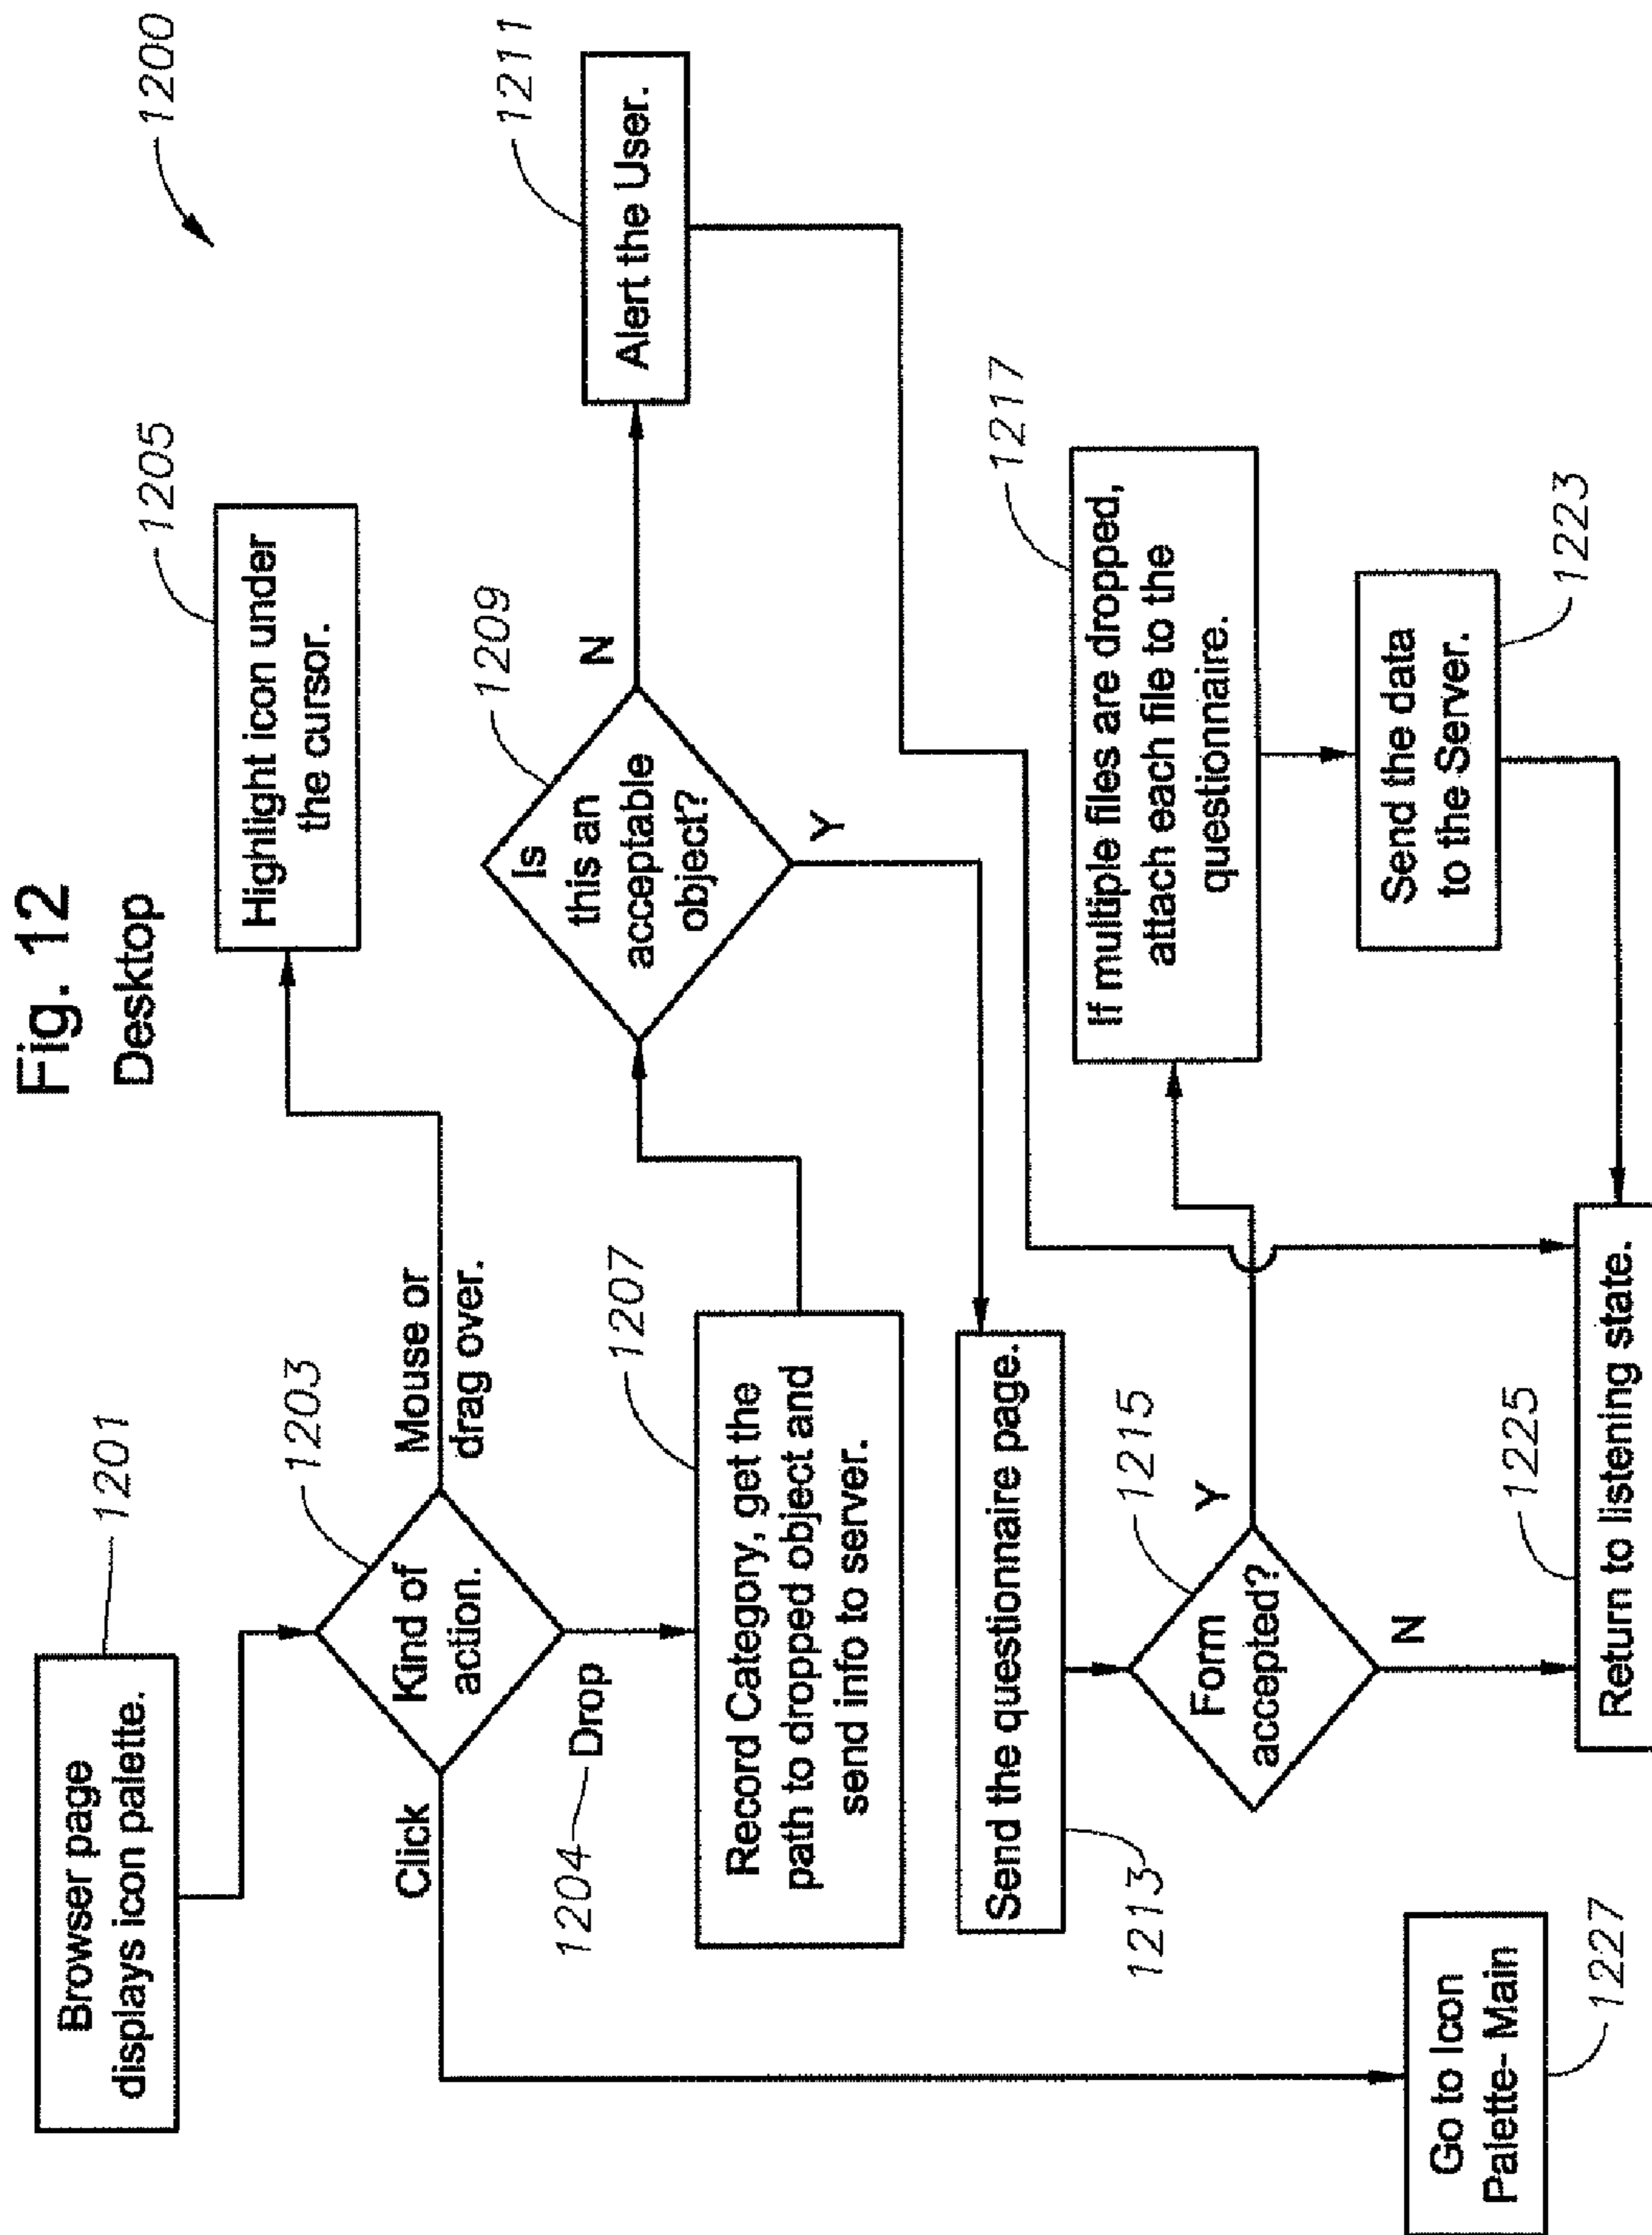 Fig. 12
Desktop
1200
1201
Browser page
displays icon palette.
1203
Kind of
action.
Mouse or
drag over.
1205
Highlight icon under
the cursor.
Click
1204
Drop
1207
Record Category, get the
path to dropped object and
send info to server.
1209
Is
this an
acceptable
object?
N
Y
1211
Alert the User.
Send the questionnaire page.
1213
1215
Form
accepted?
Y
N
1217
If multiple files are dropped,
attach each file to the
questionnaire.
Send the data
to the Server.
1223
1225
Return to listening state.
Go to Icon
Palette- Main
1227